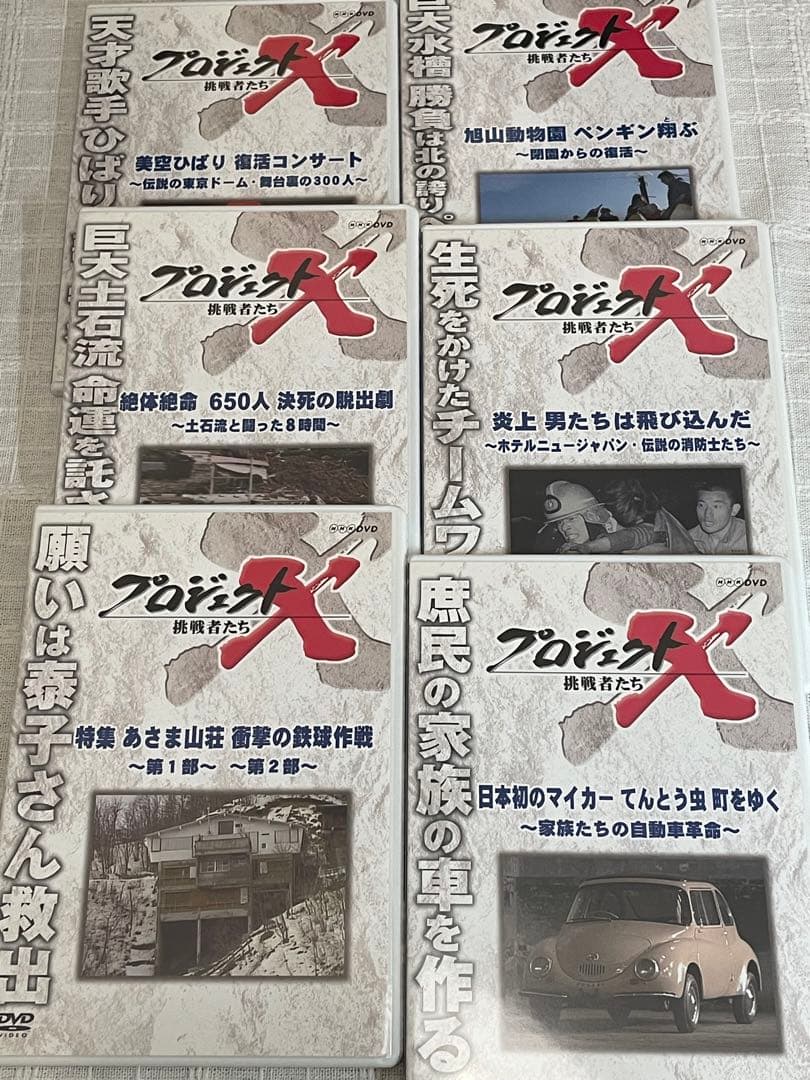 NHK DVD
天才歌手ひばり
プロジェクトX
挑戦者たち
美空ひばり 復活コンサート
～伝説の東京ドーム・舞台裏の300人～
巨大水槽 勝負は北の誇り。
プロジェクトX
挑戦者たち
旭山動物園 ペンギン翔ぶ
と
～閉園からの復活～
NHK DVD
巨大土石流 命運を託さ
プロジェクトX
挑戦者たち
絶体絶命 650人 決死の脱出劇
～土石流と闘った8時間～
NHK DVD
生死をかけたチームワ
プロジェクトX
挑戦者たち
炎上 男たちは飛び込んだ
～ホテルニュージャパン・伝説の消防士たち～
NHK DVD
願いは泰子さん救出
プロジェクトX
挑戦者たち
特集 あさま山荘 衝撃の鉄球作戦
～第1部～ ～第2部～
DVD
VIDEO
NHK DVD
庶民の家族の車を作る
プロジェクトX
挑戦者たち
日本初のマイカー てんとう虫 町をゆく
～家族たちの自動車革命～